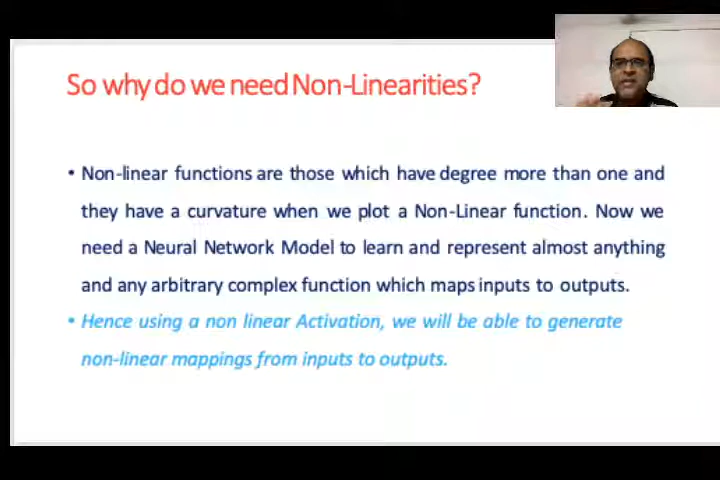 So why do we need Non-Linearities?
• Non-linear functions are those which have degree more than one and
they have a curvature when we plot a Non-Linear function. Now we
need a Neural Network Model to learn and represent almost anything
and any arbitrary complex function which maps inputs to outputs.
• Hence using a non linear Activation, we will be able to generate
non-linear mappings from inputs to outputs.